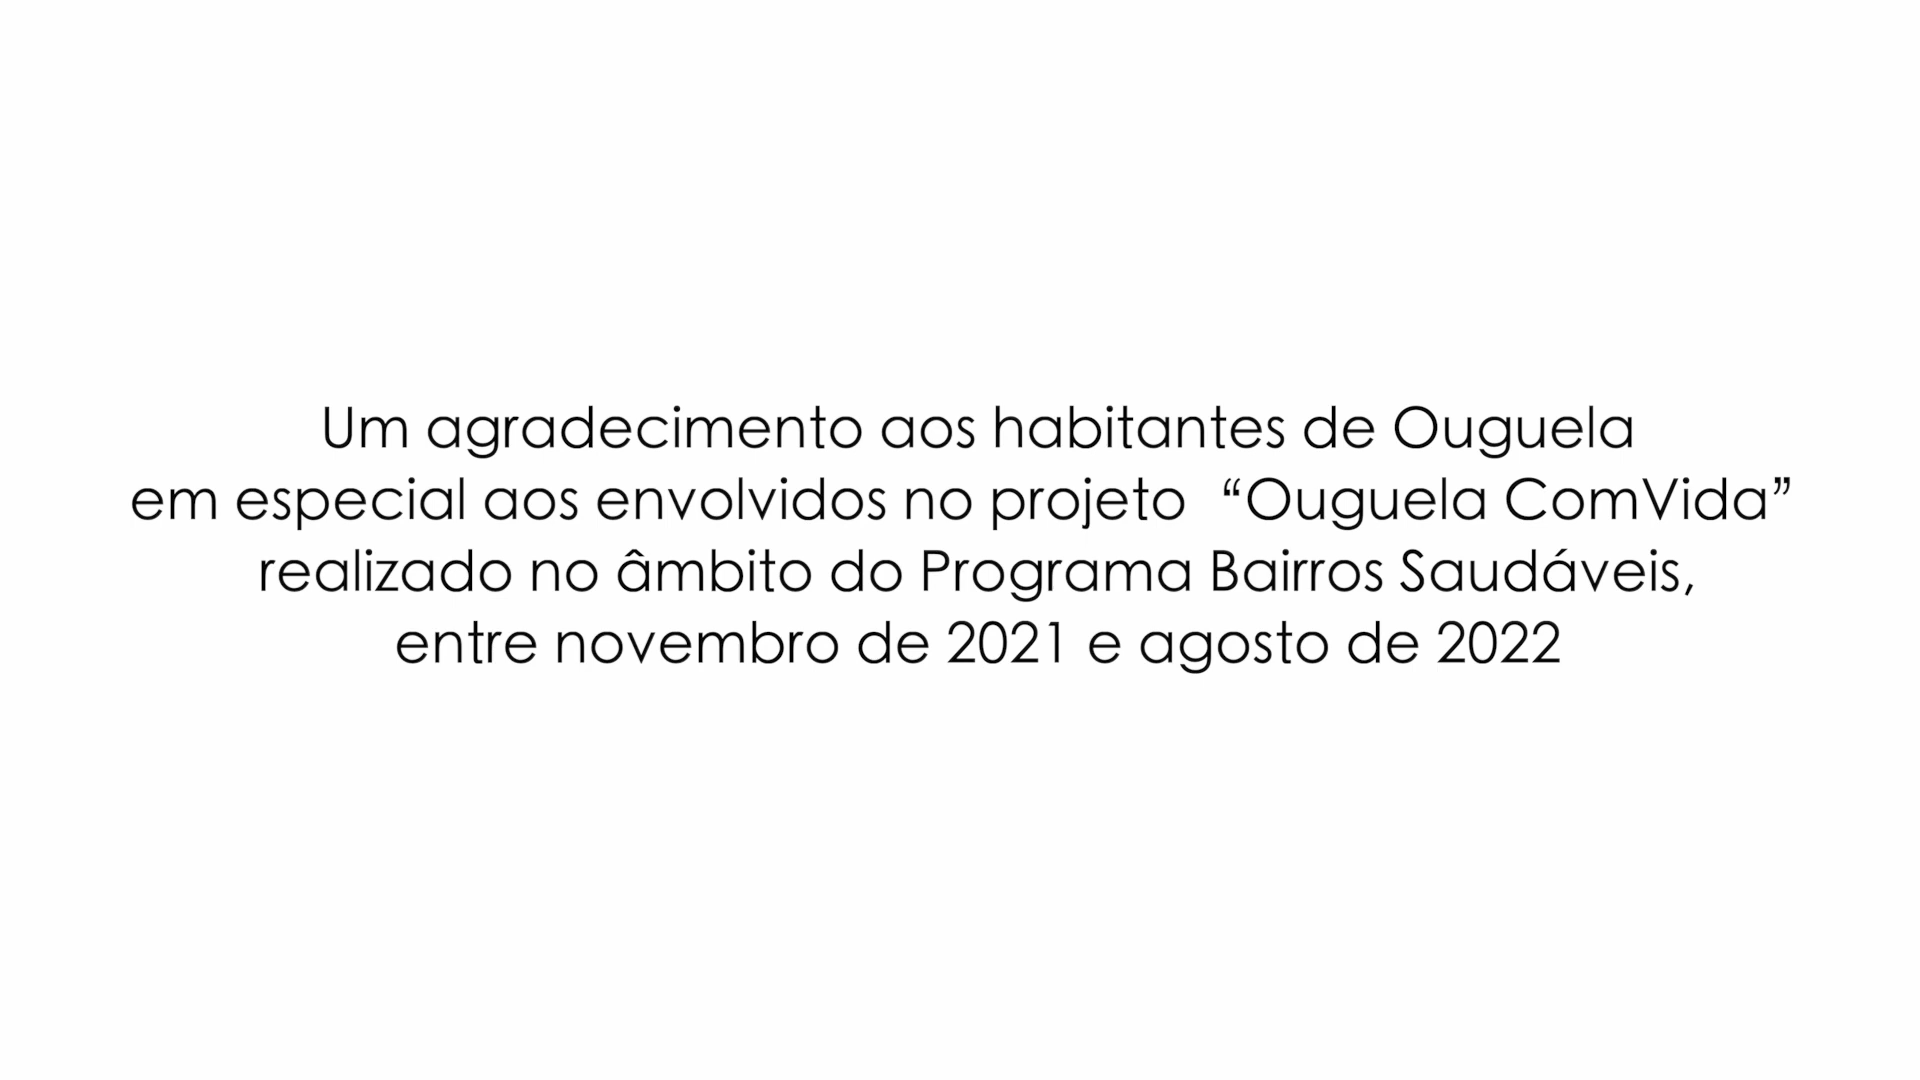 Um agradecimento aos habitantes de Ouguela
em especial aos envolvidos no projeto “Ouguela ComVida”
realizado no âmbito do Programa Bairros Saudáveis,
entre novembro de 2021 e agosto de 2022